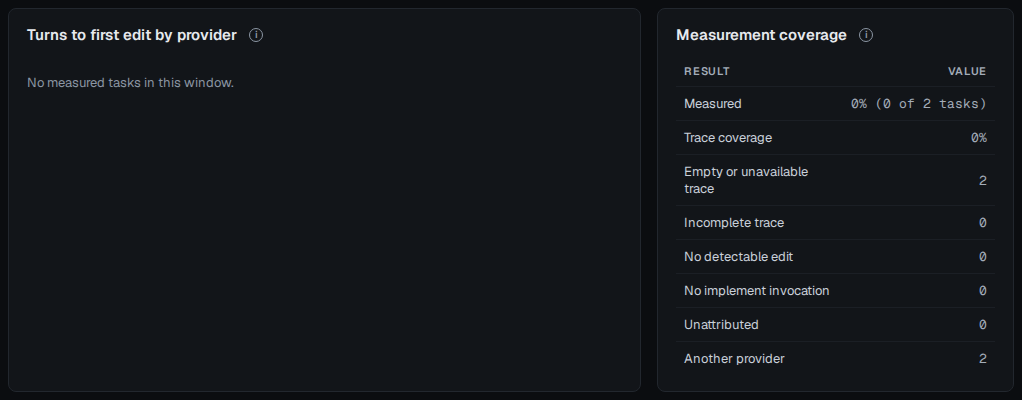 Turns to first edit by provider
No measured tasks in this window.
Measurement coverage
RESULT VALUE
Measured 0% (0 of 2 tasks)
Trace coverage 0%
Empty or unavailable
trace 2
Incomplete trace 0
No detectable edit 0
No implement invocation 0
Unattributed 0
Another provider 2